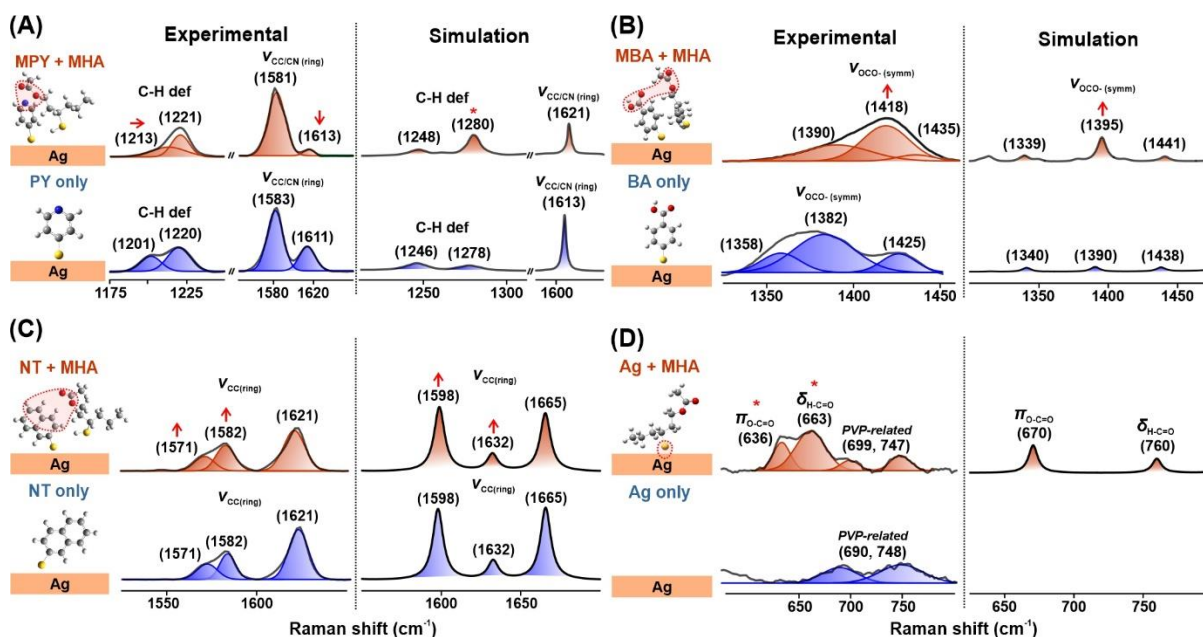 (A)
Experimental
Simulation
MPY + MHA
C-H def
(1213)
(1221)
νCC/CN (ring)
(1581)
(1613)
C-H def
(1248)
*
(1280)
νCC/CN (ring)
(1621)
Ag
PY only
C-H def
(1201)
(1220)
νCC/CN (ring)
(1583)
(1611)
C-H def
(1246)
(1278)
νCC/CN (ring)
(1613)
Ag
1175 1225 1580 1620
1250 1300 1600
(B)
Experimental
Simulation
MBA + MHA
νOCO- (symm)
(1390)
(1418)
(1435)
νOCO- (symm)
(1395)
(1339)
(1441)
Ag
BA only
νOCO- (symm)
(1358)
(1382)
(1425)
(1340)
(1390)
(1438)
Ag
1350 1400 1450
1350 1400 1450
(C)
NT + MHA
νCC(ring)
(1571)
(1582)
(1621)
νCC(ring)
(1598)
(1632)
(1665)
Ag
NT only
νCC(ring)
(1571)
(1582)
(1621)
νCC(ring)
(1598)
(1632)
(1665)
Ag
1550 1600
1600 1650
Raman shift (cm⁻¹)
(D)
Ag + MHA
*
πO-C=O
(636)
*
δH-C=O
(663)
PVP-related
(699, 747)
πO-C=O
(670)
δH-C=O
(760)
Ag
Ag only
PVP-related
(690, 748)
Ag
650 700 750
650 700 750
Raman shift (cm⁻¹)